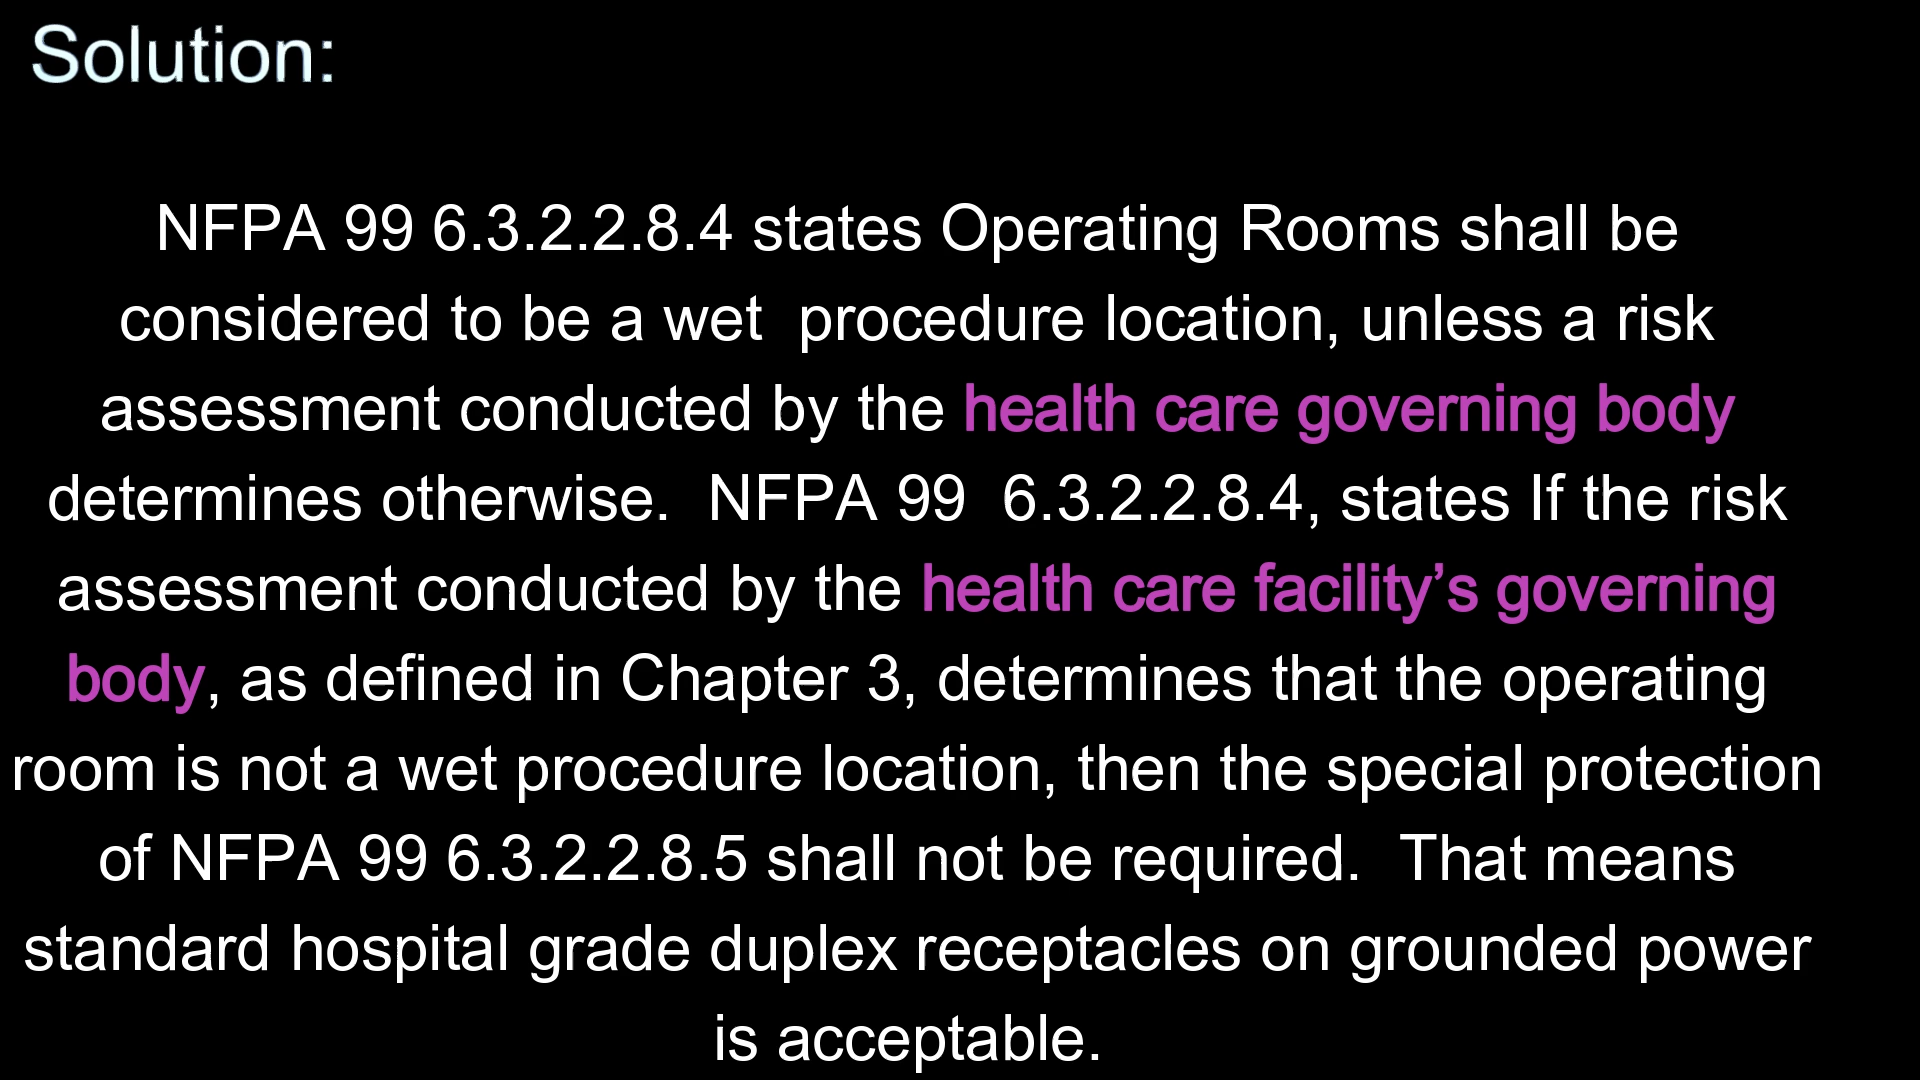 Solution:
NFPA 99 6.3.2.2.8.4 states Operating Rooms shall be
considered to be a wet  procedure location, unless a risk
assessment conducted by the health care governing body
determines otherwise.  NFPA 99  6.3.2.2.8.4, states If the risk
assessment conducted by the health care facility’s governing
body, as defined in Chapter 3, determines that the operating
room is not a wet procedure location, then the special protection
of NFPA 99 6.3.2.2.8.5 shall not be required.  That means
standard hospital grade duplex receptacles on grounded power
is acceptable.